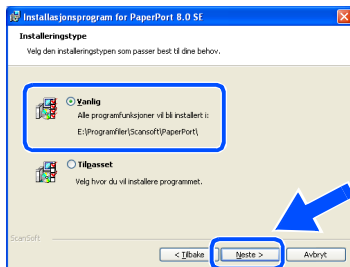 Installasjonsprogram for PaperPort 8.0 SE
Installeringstype
Velg den installeringstypen som passer best til dine behov.
Vanlig
Alle programfunksjoner vil bli installert i:
E:\Programfiler\Scansoft\PaperPort\
Tilpasset
Velg hvor du vil installere programmet.
ScanSoft
< Tilbake Neste > Avbryt